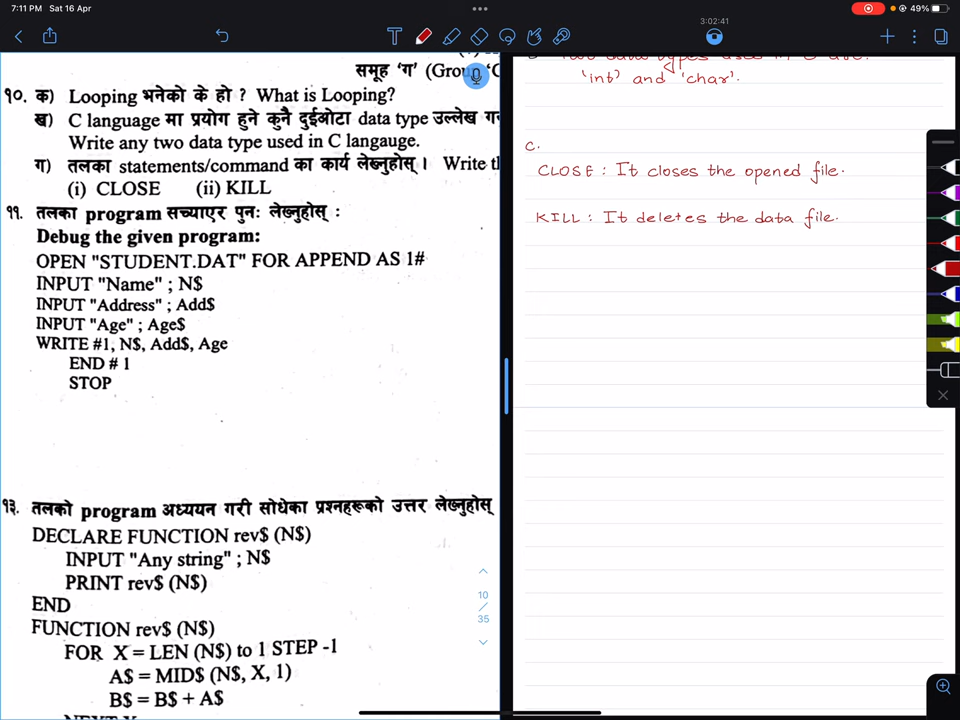 7:11 PM Sat 16 Apr
49%
3:02:41
समूह 'ग' (Group 'C
१०. क) Looping भनेको के हो ? What is Looping?
ख) C language मा प्रयोग हुने कुनै दुईओटा data type उल्लेख
Write any two data type used in C langauge.
ग) तलका statements/command का कार्य लेख्नुहोस् । Write
(i) CLOSE (ii) KILL
११. तलका program सच्याएर पुनः लेख्नुहोस् :
Debug the given program:
OPEN "STUDENT.DAT" FOR APPEND AS 1#
INPUT "Name" ; N$
INPUT "Address" ; Add$
INPUT "Age" ; Age$
WRITE #1, N$, Add$, Age
END # 1
STOP
१३. तलको program अध्ययन गरी सोधेका प्रश्नहरूको उत्तर लेख्नुहोस्
DECLARE FUNCTION rev$ (N$)
INPUT "Any string" ; N$
PRINT rev$ (N$)
END
FUNCTION rev$ (N$)
FOR X = LEN (N$) to 1 STEP -1
A$ = MID$ (N$, X, 1)
B$ = B$ + A$
10
/
35
'int' and 'char'.
C.
CLOSE : It closes the opened file.
KILL : It deletes the data file.